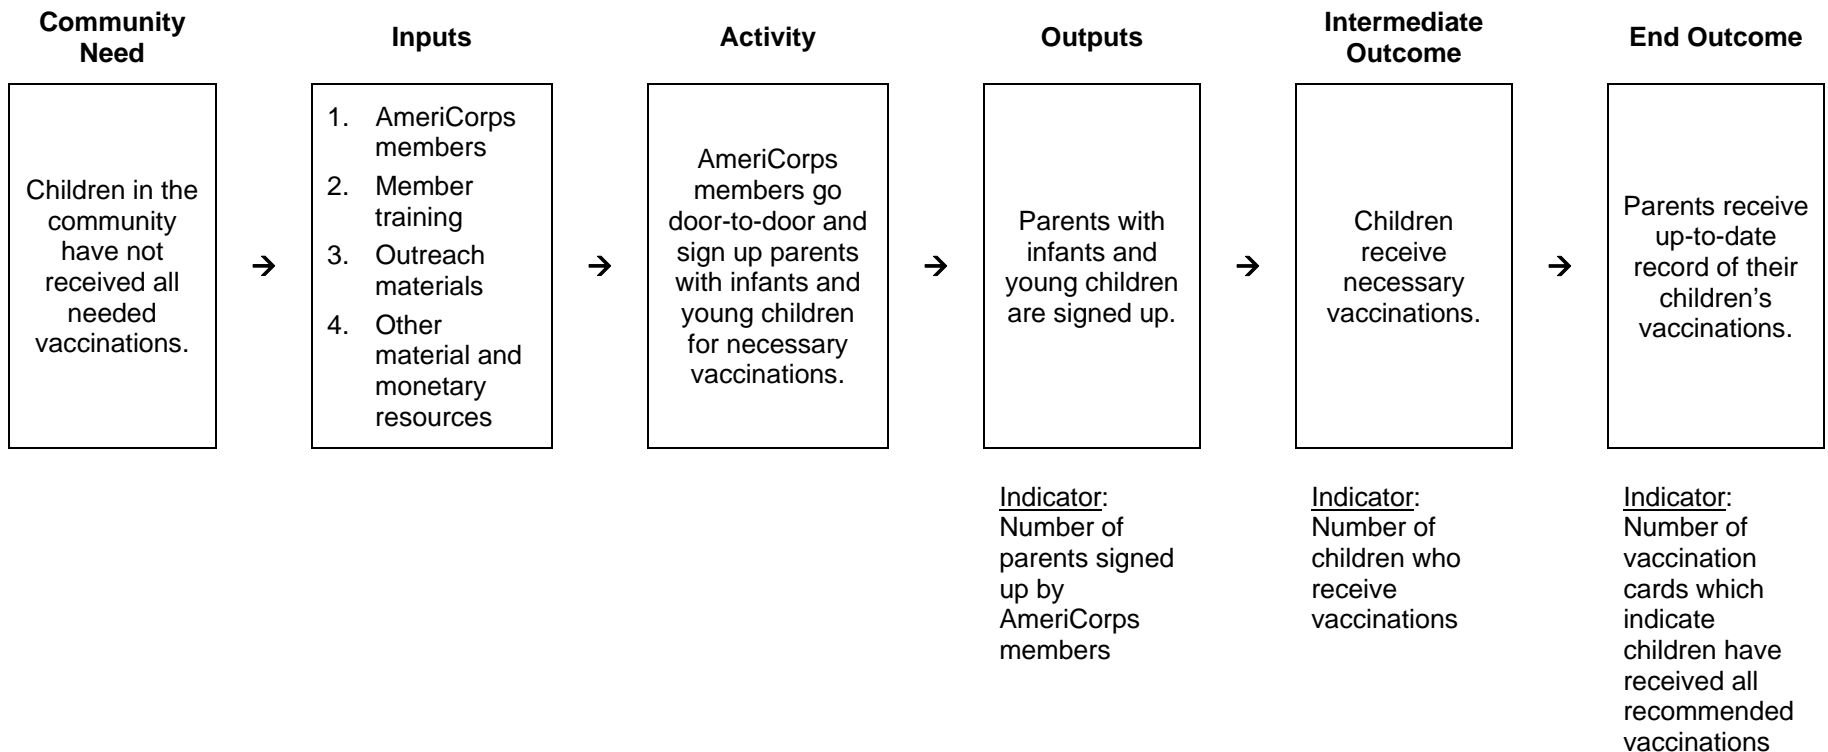 Community
Need
Inputs
Activity
Outputs
Intermediate
Outcome
End Outcome
Children in the
community
have not
received all
needed
vaccinations.
→
1. AmeriCorps
members
2. Member
training
3. Outreach
materials
4. Other
material and
monetary
resources
→
AmeriCorps
members go
door-to-door and
sign up parents
with infants and
young children
for necessary
vaccinations.
→
Parents with
infants and
young children
are signed up.
→
Children
receive
necessary
vaccinations.
→
Parents receive
up-to-date
record of their
children’s
vaccinations.
Indicator:
Number of
parents signed
up by
AmeriCorps
members
Indicator:
Number of
children who
receive
vaccinations
Indicator:
Number of
vaccination
cards which
indicate
children have
received all
recommended
vaccinations